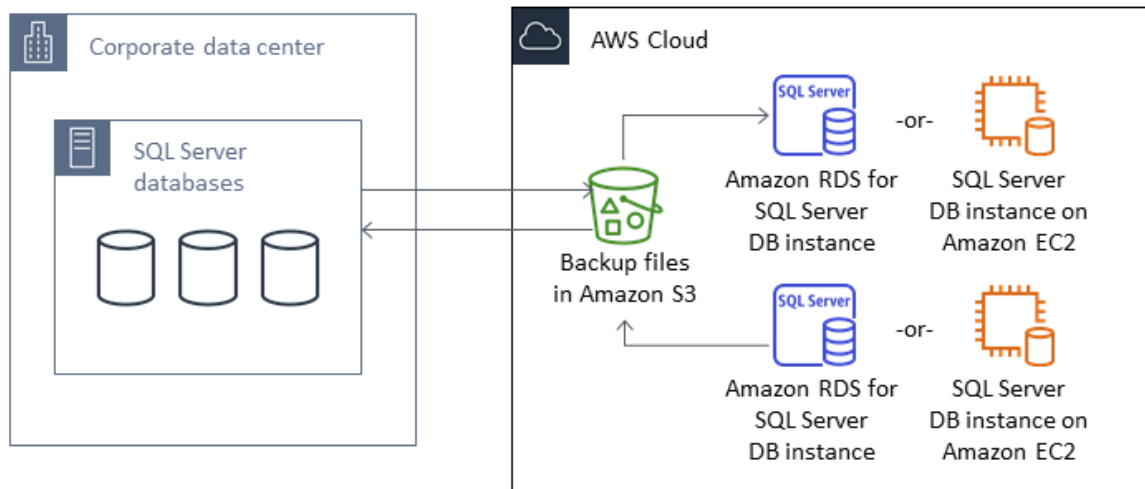 Corporate data center
SQL Server
databases
AWS Cloud
SQL Server
-or-
Amazon RDS for
SQL Server
DB instance
SQL Server
DB instance on
Amazon EC2
Backup files
in Amazon S3
SQL Server
-or-
Amazon RDS for
SQL Server
DB instance
SQL Server
DB instance on
Amazon EC2